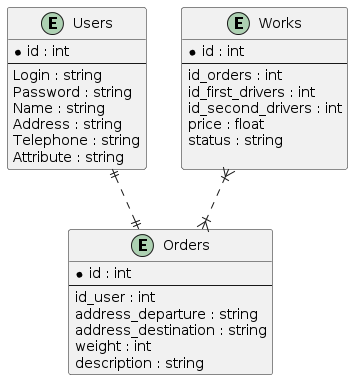 E Users
* id : int
Login : string
Password : string
Name : string
Address : string
Telephone : string
Attribute : string
E Works
* id : int
id_orders : int
id_first_drivers : int
id_second_drivers : int
price : float
status : string
E Orders
* id : int
id_user : int
address_departure : string
address_destination : string
weight : int
description : string